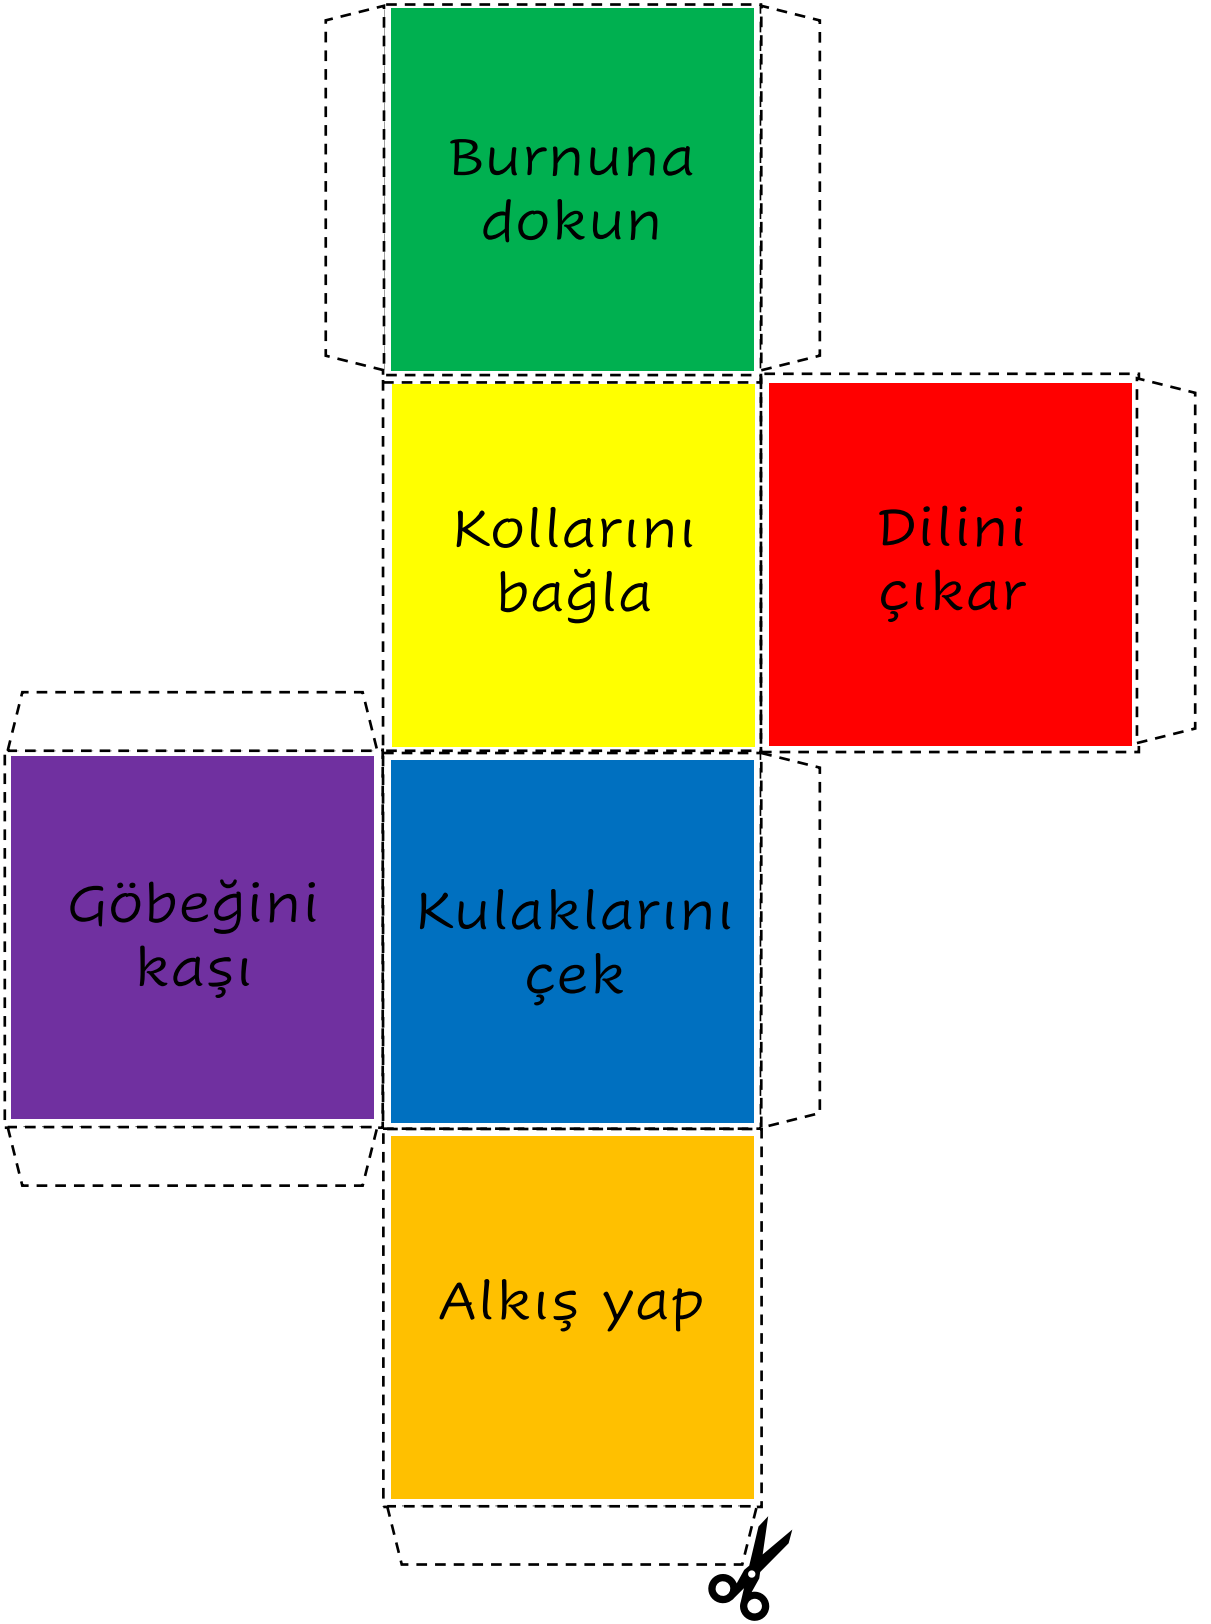 Burnuna
dokun
Kollarını
bağla
Dilini
çıkar
Göbeğini
kaşı
Kulaklarını
çek
Alkış yap